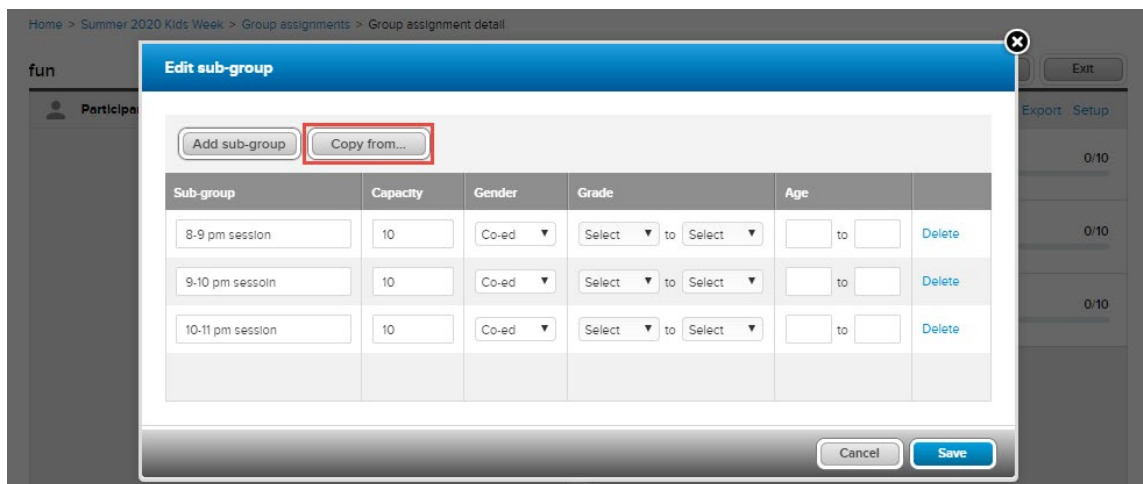 Home > Summer 2020 Kids Week > Group assignments > Group assignment detail
fun
Edit sub-group
Exit
Export Setup
Add sub-group Copy from...
Sub-group Capacity Gender Grade Age
8-9 pm session 10 Co-ed Select to Select to Delete
9-10 pm sessoin 10 Co-ed Select to Select to Delete
10-11 pm session 10 Co-ed Select to Select to Delete
0/10
0/10
0/10
Cancel Save